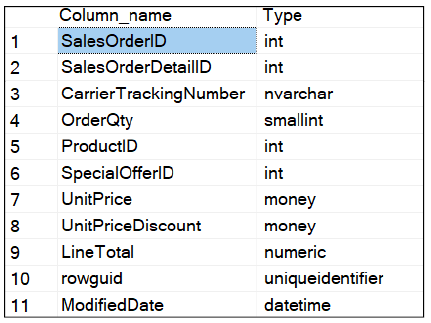 Column_name Type
1 SalesOrderID int
2 SalesOrderDetailID int
3 CarrierTrackingNumber nvarchar
4 OrderQty smallint
5 ProductID int
6 SpecialOfferID int
7 UnitPrice money
8 UnitPriceDiscount money
9 LineTotal numeric
10 rowguid uniqueidentifier
11 ModifiedDate datetime